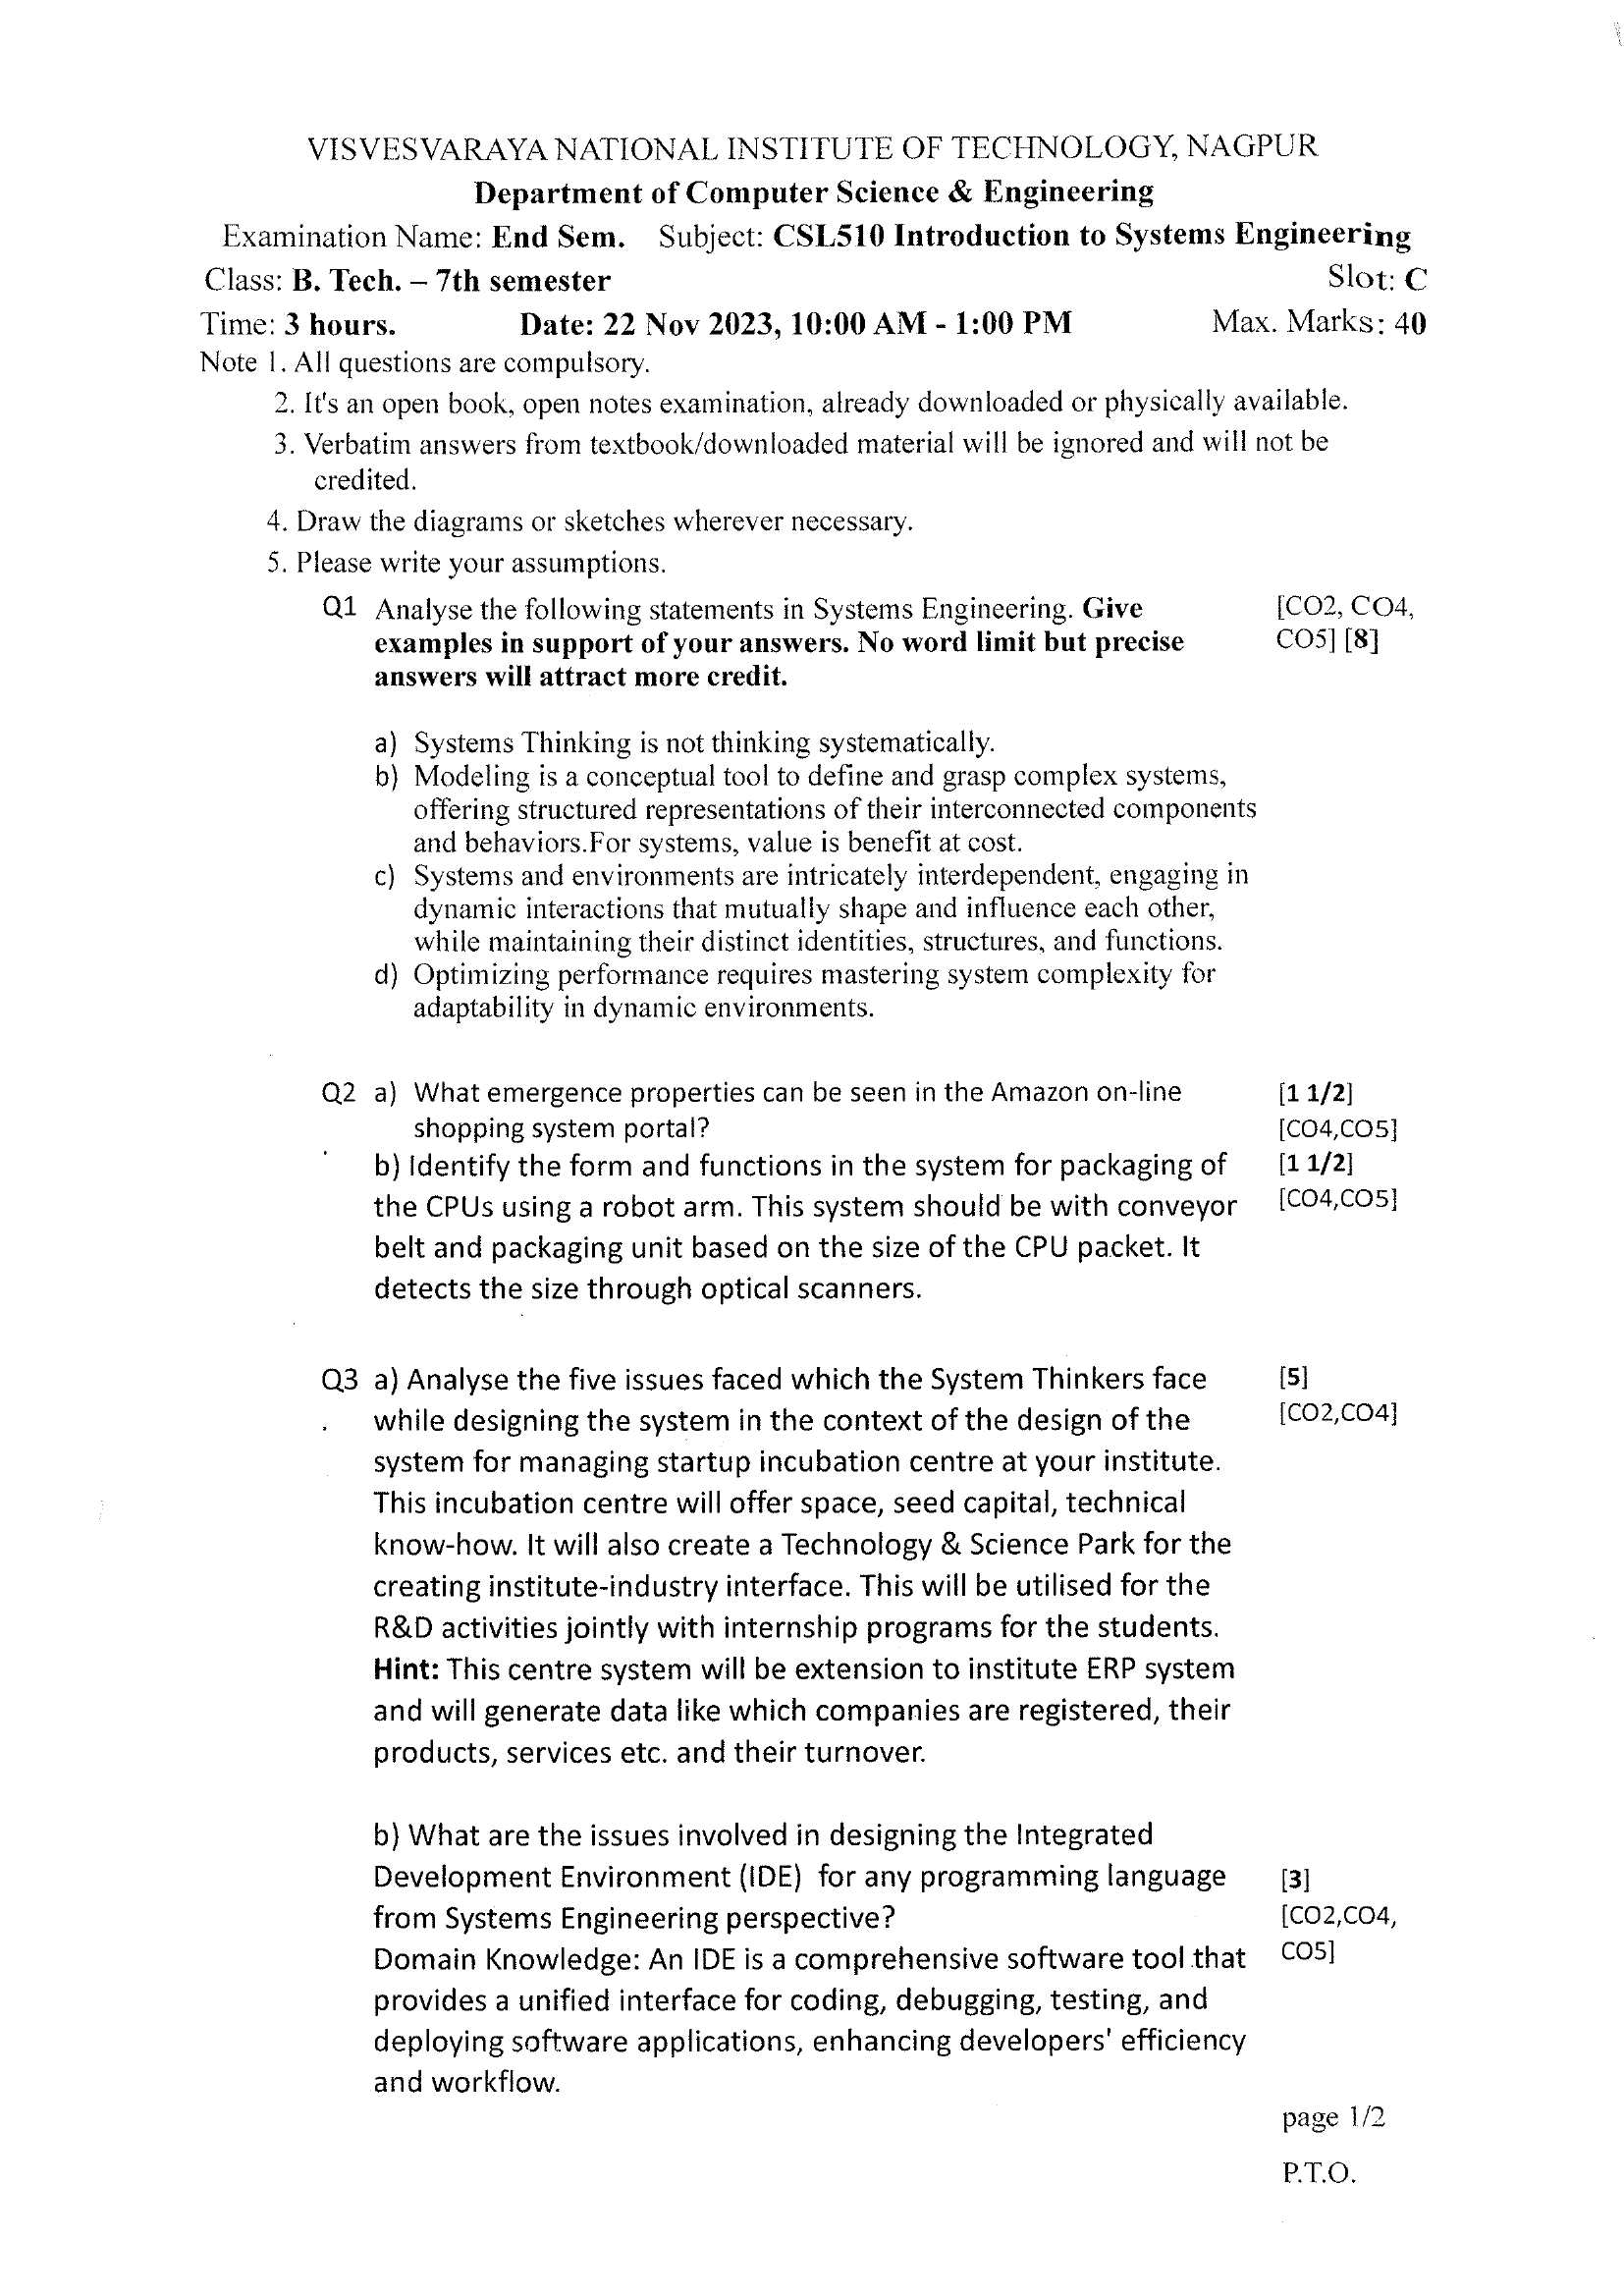 VISVESVARAYA NATIONAL INSTITUTE OF TECHNOLOGY, NAGPUR
Department of Computer Science & Engineering
Examination Name: End Sem. Subject: CSL510 Introduction to Systems Engineering
Class: B. Tech. – 7th semester Slot: C
Time: 3 hours. Date: 22 Nov 2023, 10:00 AM - 1:00 PM Max. Marks: 40
Note 1. All questions are compulsory.
2. It's an open book, open notes examination, already downloaded or physically available.
3. Verbatim answers from textbook/downloaded material will be ignored and will not be
credited.
4. Draw the diagrams or sketches wherever necessary.
5. Please write your assumptions.
Q1 Analyse the following statements in Systems Engineering. Give [CO2, CO4,
examples in support of your answers. No word limit but precise CO5] [8]
answers will attract more credit.
a) Systems Thinking is not thinking systematically.
b) Modeling is a conceptual tool to define and grasp complex systems,
offering structured representations of their interconnected components
and behaviors.For systems, value is benefit at cost.
c) Systems and environments are intricately interdependent, engaging in
dynamic interactions that mutually shape and influence each other,
while maintaining their distinct identities, structures, and functions.
d) Optimizing performance requires mastering system complexity for
adaptability in dynamic environments.
Q2 a) What emergence properties can be seen in the Amazon on-line [1 1/2]
shopping system portal? [CO4,CO5]
b) Identify the form and functions in the system for packaging of [1 1/2]
the CPUs using a robot arm. This system should be with conveyor [CO4,CO5]
belt and packaging unit based on the size of the CPU packet. It
detects the size through optical scanners.
Q3 a) Analyse the five issues faced which the System Thinkers face [5]
. while designing the system in the context of the design of the [CO2,CO4]
system for managing startup incubation centre at your institute.
This incubation centre will offer space, seed capital, technical
know-how. It will also create a Technology & Science Park for the
creating institute-industry interface. This will be utilised for the
R&D activities jointly with internship programs for the students.
Hint: This centre system will be extension to institute ERP system
and will generate data like which companies are registered, their
products, services etc. and their turnover.
b) What are the issues involved in designing the Integrated
Development Environment (IDE) for any programming language [3]
from Systems Engineering perspective? [CO2,CO4,
Domain Knowledge: An IDE is a comprehensive software tool that CO5]
provides a unified interface for coding, debugging, testing, and
deploying software applications, enhancing developers' efficiency
and workflow.
page 1/2
P.T.O.